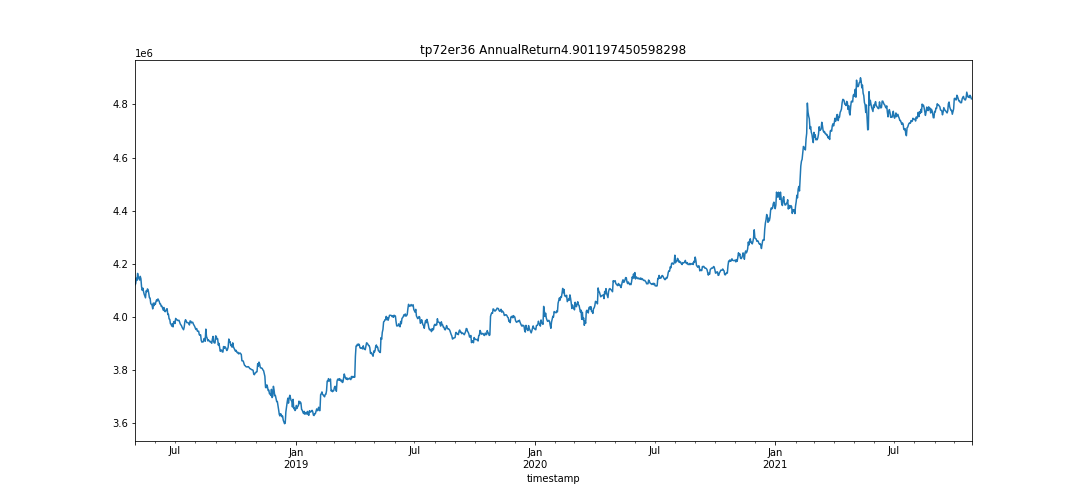 tp72er36 AnnualReturn4.901197450598298
1e6
4.8
4.6
4.4
4.2
4.0
3.8
3.6
Jul
Jan
2019
Jul
Jan
2020
Jul
Jan
2021
Jul
timestamp